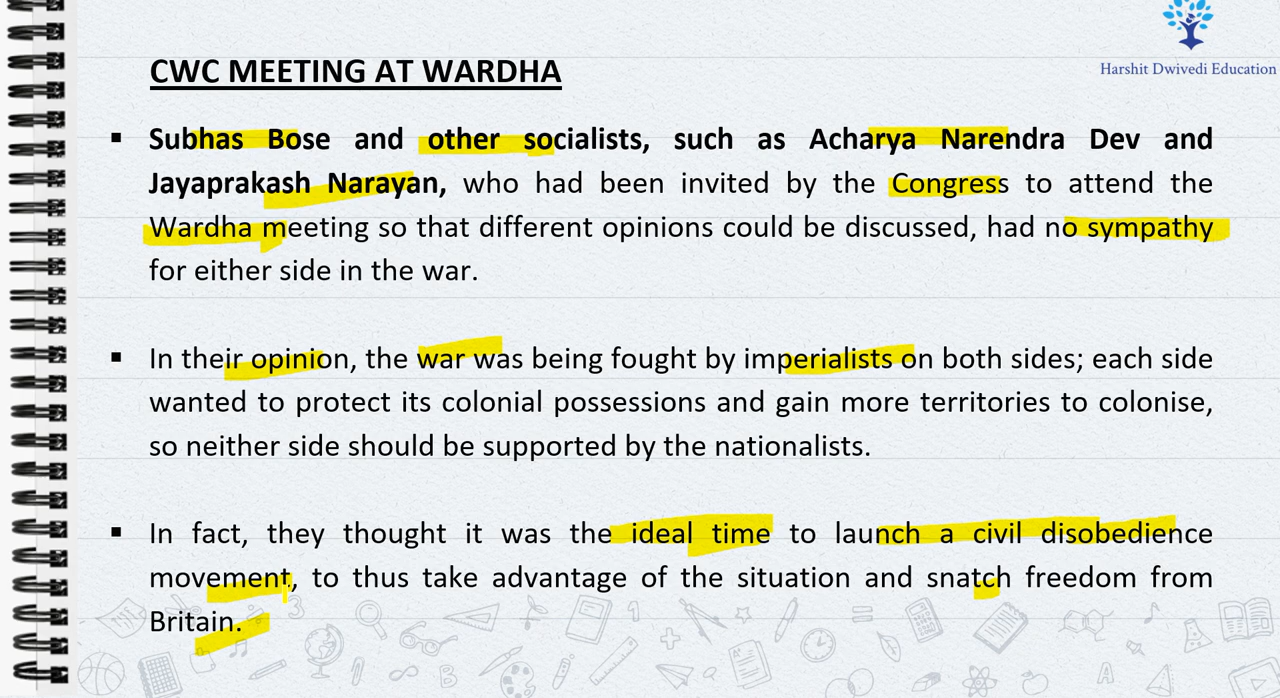 Harshit Dwivedi Education
CWC MEETING AT WARDHA
▪ Subhas Bose and other socialists, such as Acharya Narendra Dev and
Jayaprakash Narayan, who had been invited by the Congress to attend the
Wardha meeting so that different opinions could be discussed, had no sympathy
for either side in the war.
▪ In their opinion, the war was being fought by imperialists on both sides; each side
wanted to protect its colonial possessions and gain more territories to colonise,
so neither side should be supported by the nationalists.
▪ In fact, they thought it was the ideal time to launch a civil disobedience
movement, to thus take advantage of the situation and snatch freedom from
Britain.